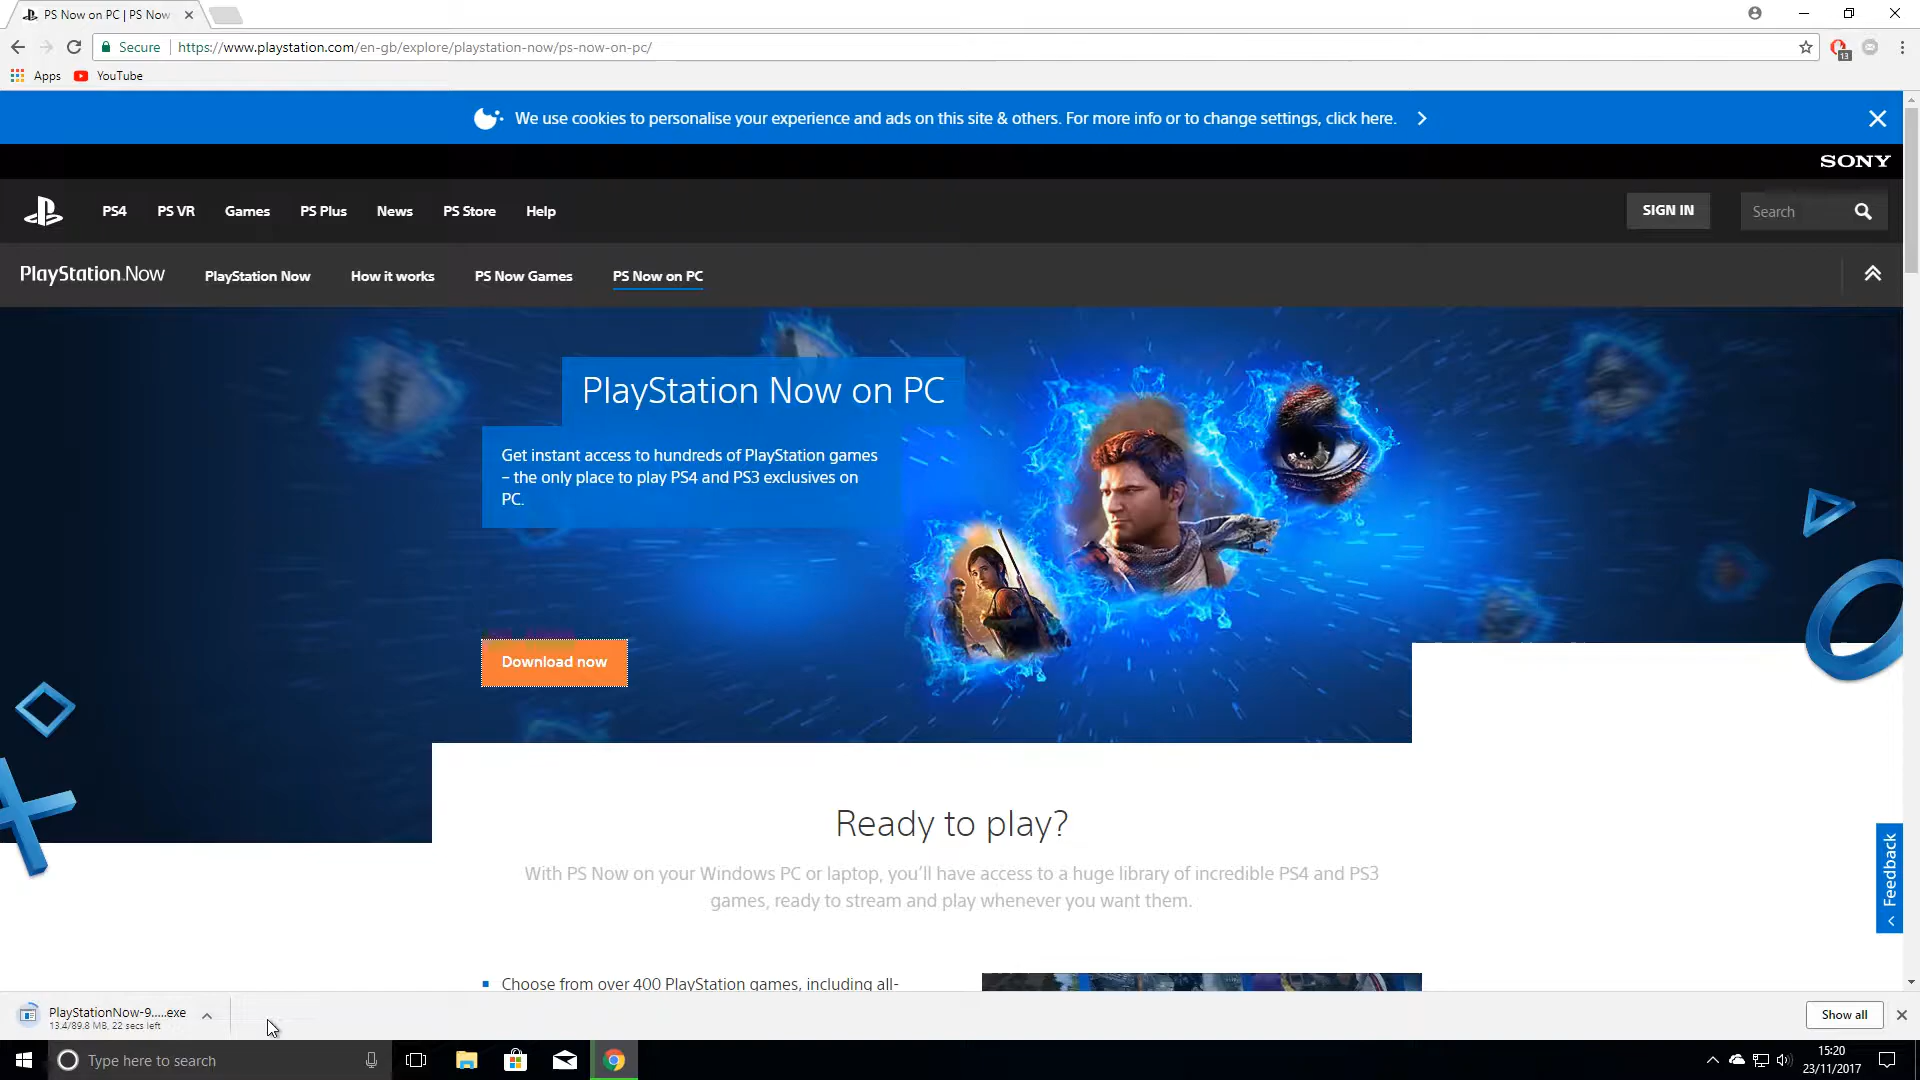 PS Now on PC | PS Now
Secure
https://www.playstation.com/en-gb/explore/playstation-now/ps-now-on-pc/
13
Apps
YouTube
We use cookies to personalise your experience and ads on this site & others. For more info or to change settings, click here.
SONY
PS4
PS VR
Games
PS Plus
News
PS Store
Help
SIGN IN
Search
PlayStation Now
PlayStation Now
How it works
PS Now Games
PS Now on PC
PlayStation Now on PC
Get instant access to hundreds of PlayStation games
– the only place to play PS4 and PS3 exclusives on
PC.
Download now
Ready to play?
With PS Now on your Windows PC or laptop, you'll have access to a huge library of incredible PS4 and PS3
games, ready to stream and play whenever you want them.
Feedback
Choose from over 400 PlayStation games, including all-
PlayStationNow-9.....exe
13.4/89.8 MB, 22 secs left
Show all
Type here to search
15:20
23/11/2017